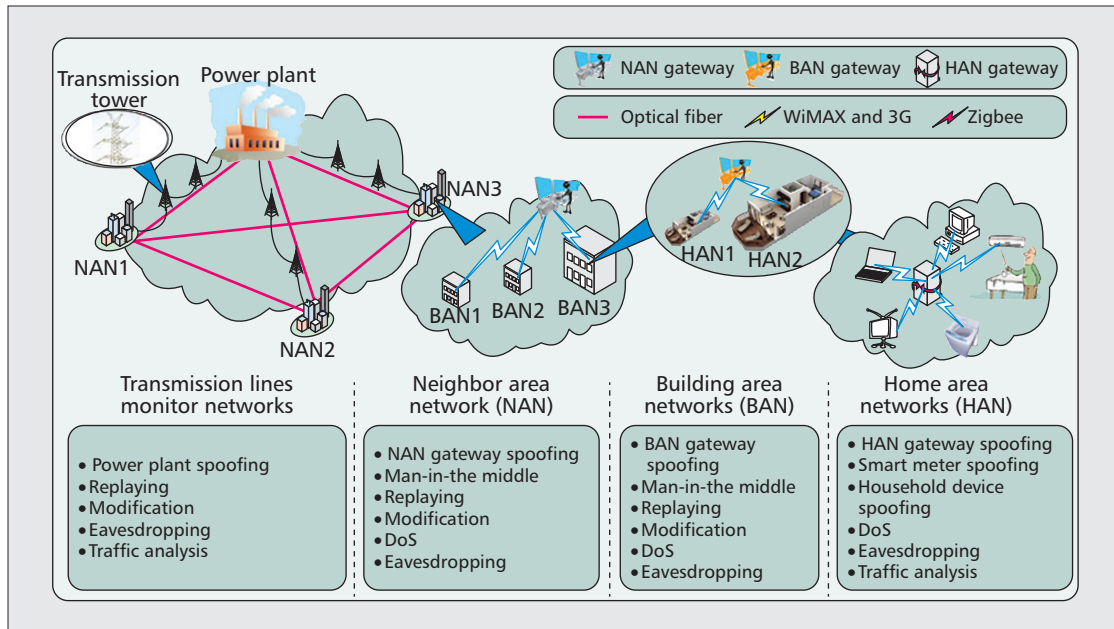 NAN gateway
BAN gateway
HAN gateway
Optical fiber
WiMAX and 3G
Zigbee
Transmission
tower
Power plant
NAN1
NAN2
NAN3
BAN1
BAN2
BAN3
HAN1
HAN2
Transmission lines
monitor networks
• Power plant spoofing
• Replaying
• Modification
• Eavesdropping
• Traffic analysis
Neighbor area
network (NAN)
• NAN gateway spoofing
• Man-in-the middle
• Replaying
• Modification
• DoS
• Eavesdropping
Building area
networks (BAN)
• BAN gateway
spoofing
• Man-in-the middle
• Replaying
• Modification
• DoS
• Eavesdropping
Home area
networks (HAN)
• HAN gateway spoofing
• Smart meter spoofing
• Household device
spoofing
• DoS
• Eavesdropping
• Traffic analysis